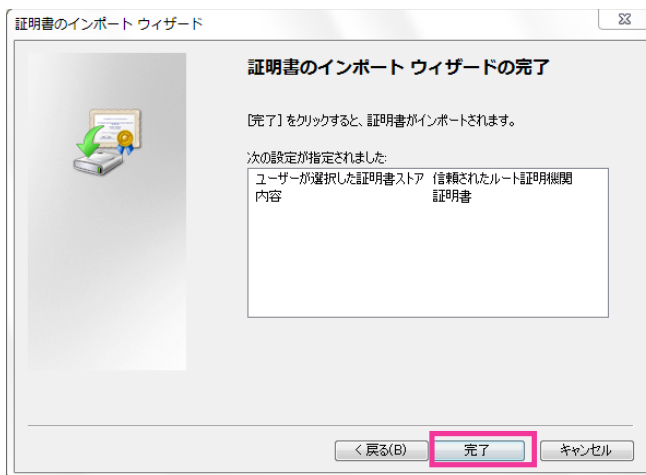 証明書のインポート ウィザード
証明書のインポート ウィザードの完了
[完了] をクリックすると、証明書がインポートされます。
次の設定が指定されました:
ユーザーが選択した証明書ストア 信頼されたルート証明機関
内容 証明書
< 戻る(B) 完了 キャンセル